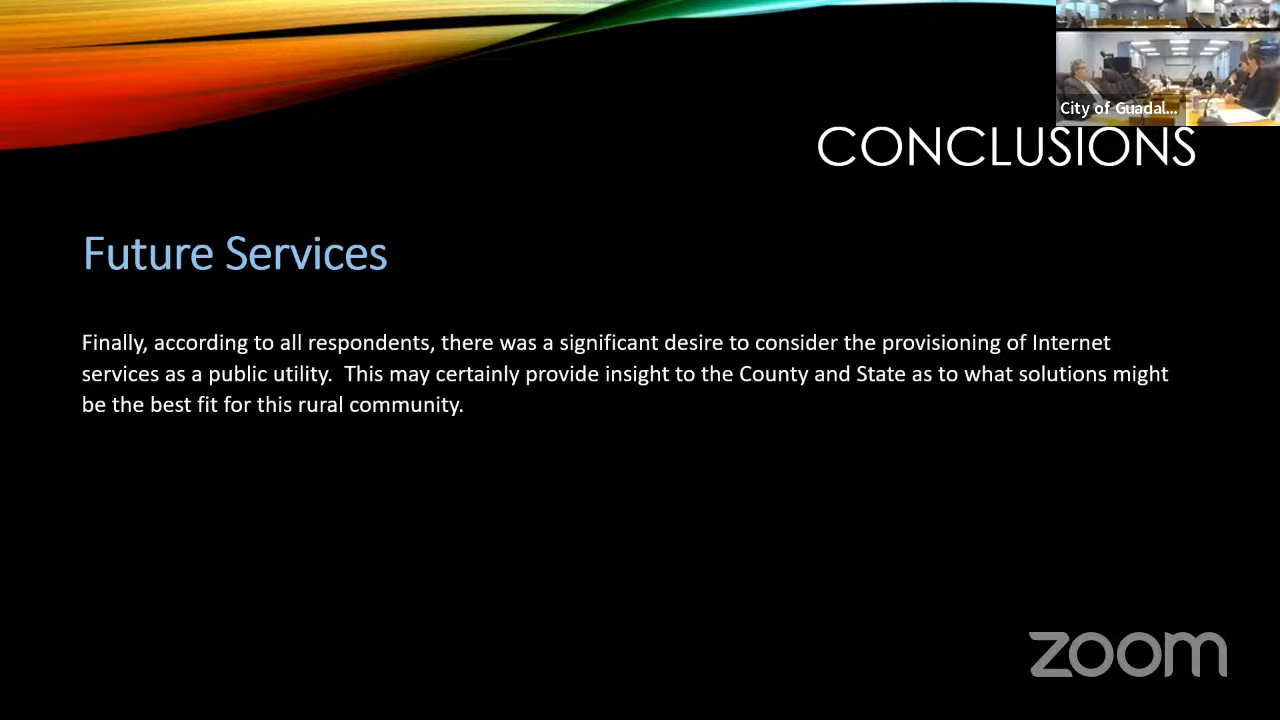 City of Guadal...
CONCLUSIONS
Future Services
Finally, according to all respondents, there was a significant desire to consider the provisioning of Internet
services as a public utility.  This may certainly provide insight to the County and State as to what solutions might
be the best fit for this rural community.
zoom